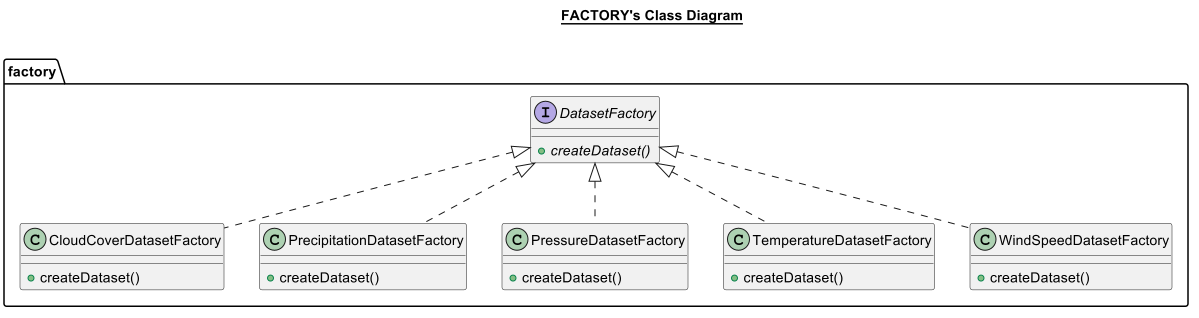 FACTORY's Class Diagram
factory
I DatasetFactory
createDataset()
C CloudCoverDatasetFactory
createDataset()
C PrecipitationDatasetFactory
createDataset()
C PressureDatasetFactory
createDataset()
C TemperatureDatasetFactory
createDataset()
C WindSpeedDatasetFactory
createDataset()